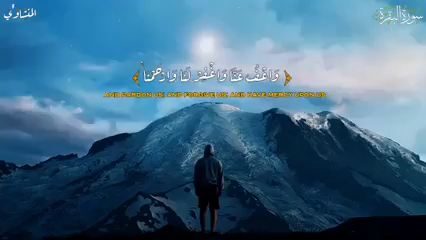 سورة البقرة
المنشاوي
﴿ وَاعْفُ عَنَّا وَاغْفِرْ لَنَا وَارْحَمْنَا ﴾
AND PARDON US; AND FORGIVE US; AND HAVE MERCY UPON US